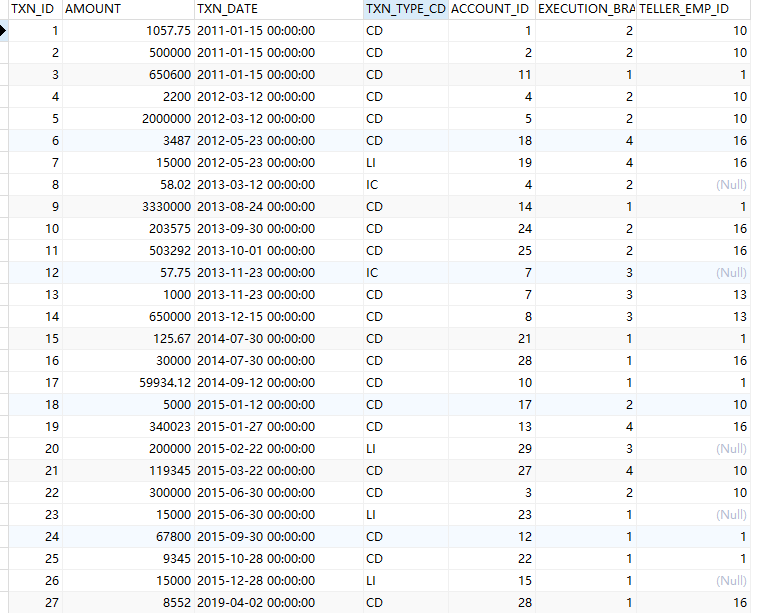 TXN_ID AMOUNT TXN_DATE TXN_TYPE_CD ACCOUNT_ID EXECUTION_BRA TELLER_EMP_ID
1 1057.75 2011-01-15 00:00:00 CD 1 2 10
2 500000 2011-01-15 00:00:00 CD 2 2 10
3 650600 2011-01-15 00:00:00 CD 11 1 1
4 2200 2012-03-12 00:00:00 CD 4 2 10
5 2000000 2012-03-12 00:00:00 CD 5 2 10
6 3487 2012-05-23 00:00:00 CD 18 4 16
7 15000 2012-05-23 00:00:00 LI 19 4 16
8 58.02 2013-03-12 00:00:00 IC 4 2 (Null)
9 3330000 2013-08-24 00:00:00 CD 14 1 1
10 203575 2013-09-30 00:00:00 CD 24 2 16
11 503292 2013-10-01 00:00:00 CD 25 2 16
12 57.75 2013-11-23 00:00:00 IC 7 3 (Null)
13 1000 2013-11-23 00:00:00 CD 7 3 13
14 650000 2013-12-15 00:00:00 CD 8 3 13
15 125.67 2014-07-30 00:00:00 CD 21 1 1
16 30000 2014-07-30 00:00:00 CD 28 1 16
17 59934.12 2014-09-12 00:00:00 CD 10 1 1
18 5000 2015-01-12 00:00:00 CD 17 2 10
19 340023 2015-01-27 00:00:00 CD 13 4 16
20 200000 2015-02-22 00:00:00 LI 29 3 (Null)
21 119345 2015-03-22 00:00:00 CD 27 4 10
22 300000 2015-06-30 00:00:00 CD 3 2 10
23 15000 2015-06-30 00:00:00 LI 23 1 (Null)
24 67800 2015-09-30 00:00:00 CD 12 1 1
25 9345 2015-10-28 00:00:00 CD 22 1 1
26 15000 2015-12-28 00:00:00 LI 15 1 (Null)
27 8552 2019-04-02 00:00:00 CD 28 1 16